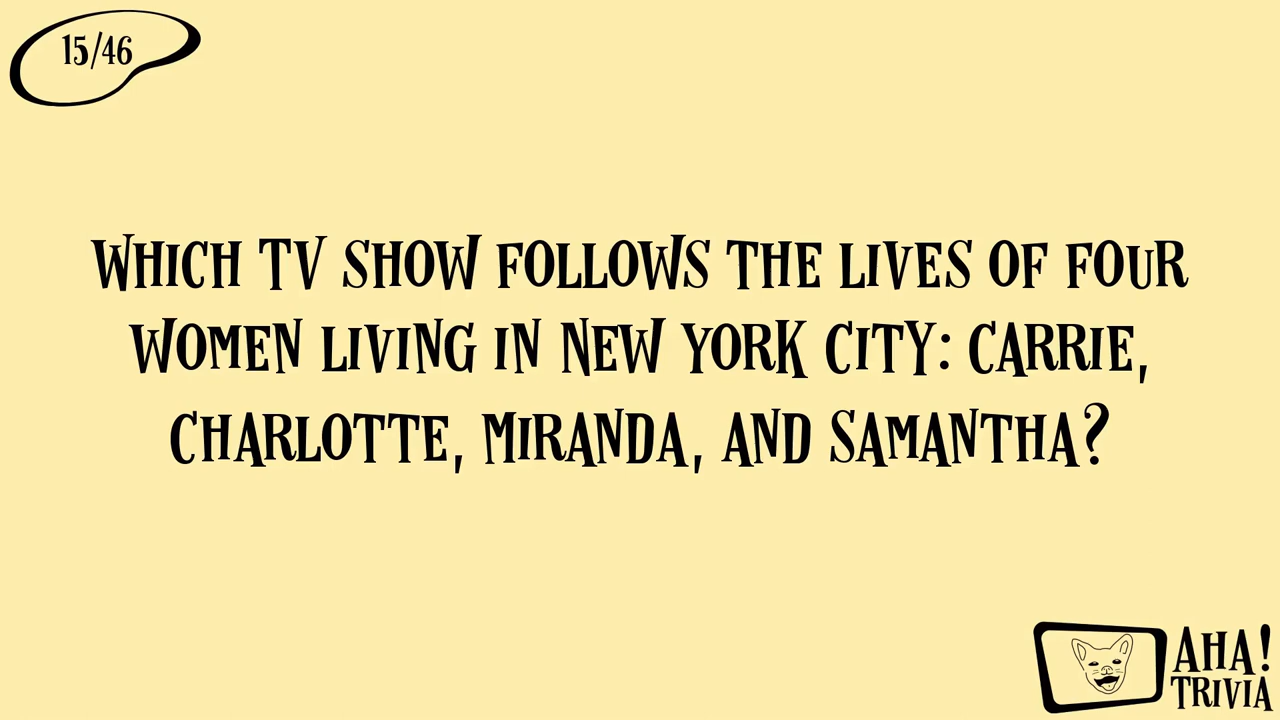 15/46
WHICH TV SHOW FOLLOWS THE LIVES OF FOUR
WOMEN LIVING IN NEW YORK CITY: CARRIE,
CHARLOTTE, MIRANDA, AND SAMANTHA?
AHA!
TRIVIA